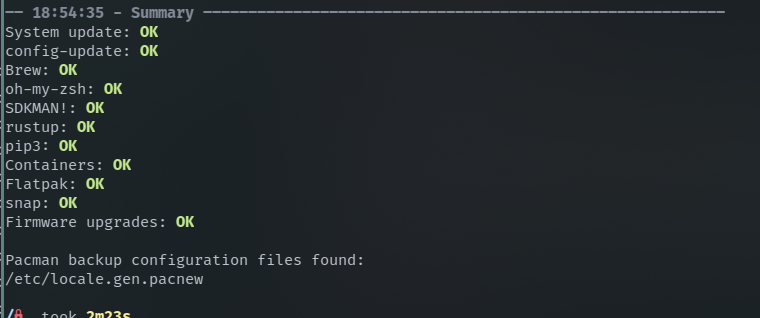 -- 18:54:35 - Summary ----------------------------------------------------------
System update: OK
config-update: OK
Brew: OK
oh-my-zsh: OK
SDKMAN!: OK
rustup: OK
pip3: OK
Containers: OK
Flatpak: OK
snap: OK
Firmware upgrades: OK
Pacman backup configuration files found:
/etc/locale.gen.pacnew
/ took 2m23s